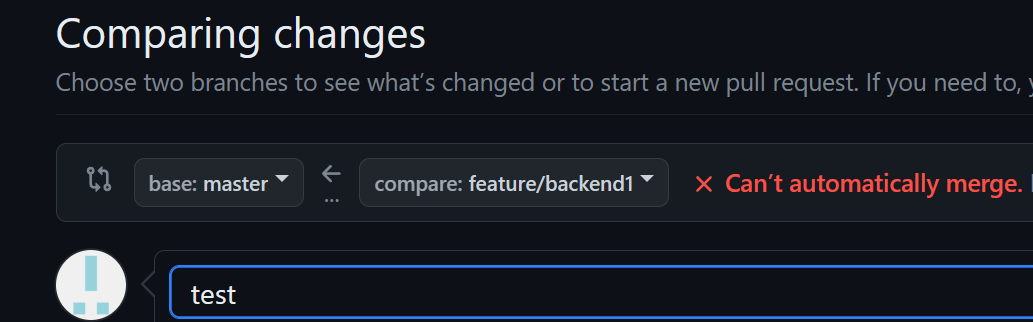 Comparing changes
Choose two branches to see what’s changed or to start a new pull request. If you need to,
base: master ... compare: feature/backend1 Can’t automatically merge.
test